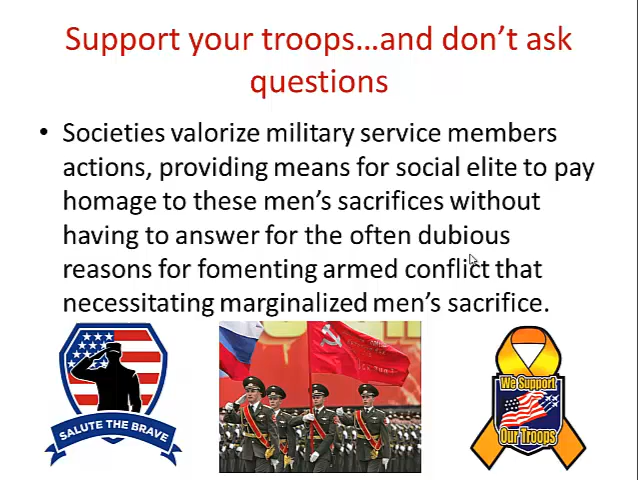 Support your troops...and don't ask
questions
• Societies valorize military service members
actions, providing means for social elite to pay
homage to these men's sacrifices without
having to answer for the often dubious
reasons for fomenting armed conflict that
necessitating marginalized men's sacrifice.
SALUTE THE BRAVE
We Support
Our Troops